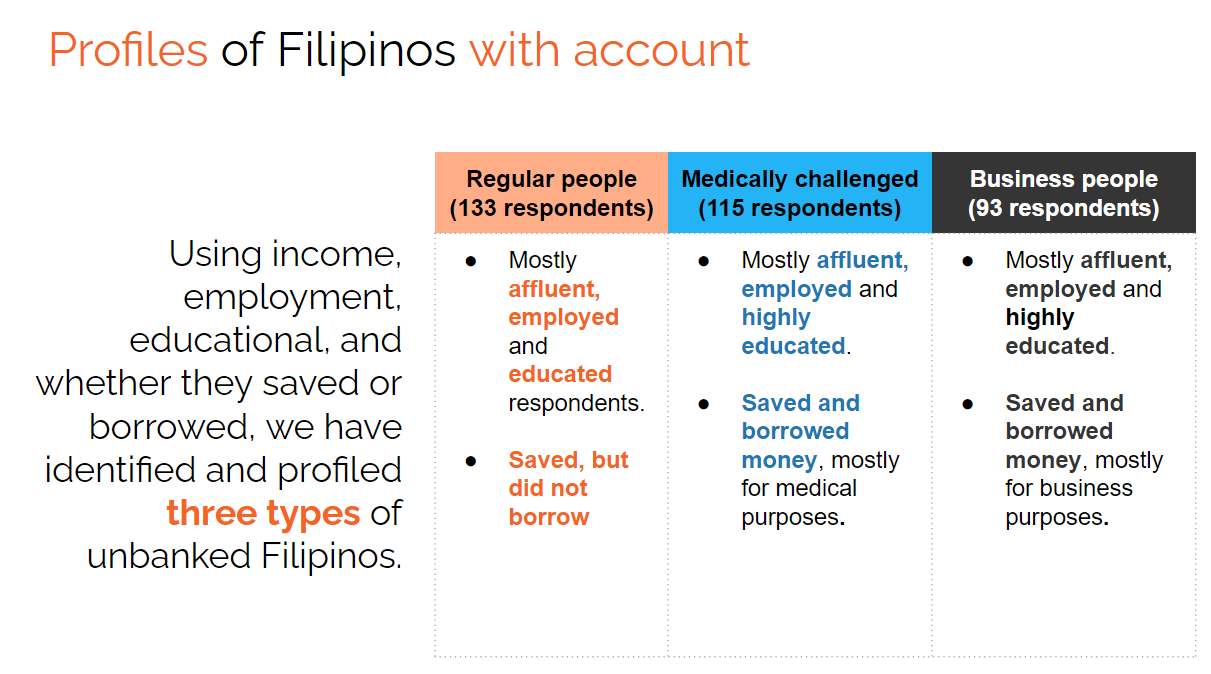 Profiles of Filipinos with account
Using income,
employment,
educational, and
whether they saved or
borrowed, we have
identified and profiled
three types of
unbanked Filipinos.
Regular people
(133 respondents)
● Mostly
affluent,
employed
and
educated
respondents.
● Saved, but
did not
borrow
Medically challenged
(115 respondents)
● Mostly affluent,
employed and
highly
educated.
● Saved and
borrowed
money, mostly
for medical
purposes.
Business people
(93 respondents)
● Mostly affluent,
employed and
highly
educated.
● Saved and
borrowed
money, mostly
for business
purposes.